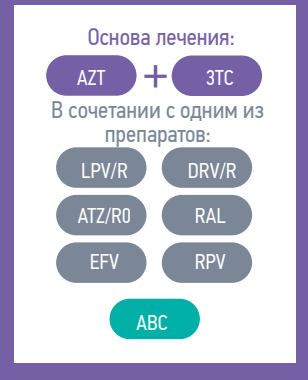 Основа лечения:
AZT + 3TC
В сочетании с одним из
препаратов:
LPV/R DRV/R
ATZ/R0 RAL
EFV RPV
ABC